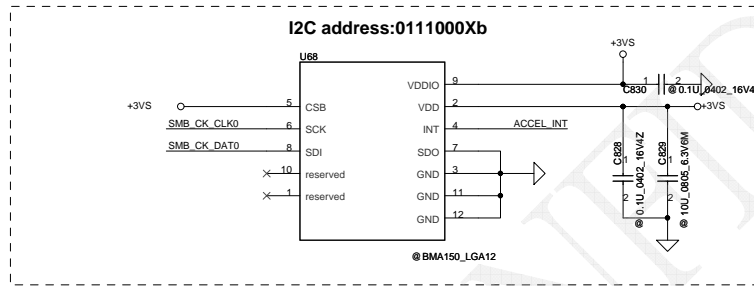 I2C address:0111000Xb
U68
+3VS
VDDIO 9
C830 1 2
@ 0.1U_0402_16V4
+3VS 5 CSB VDD 2 +3VS
SMB_CK_CLK0 6 SCK INT 4 ACCEL_INT
SMB_CK_DAT0 8 SDI SDO 7
10 reserved GND 3
GND 11
1 reserved
GND 12
C828 1 2
@ 0.1U_0402_16V4Z
C829 1 2
@ 10U_0805_6.3V6M
@ BMA150_LGA12